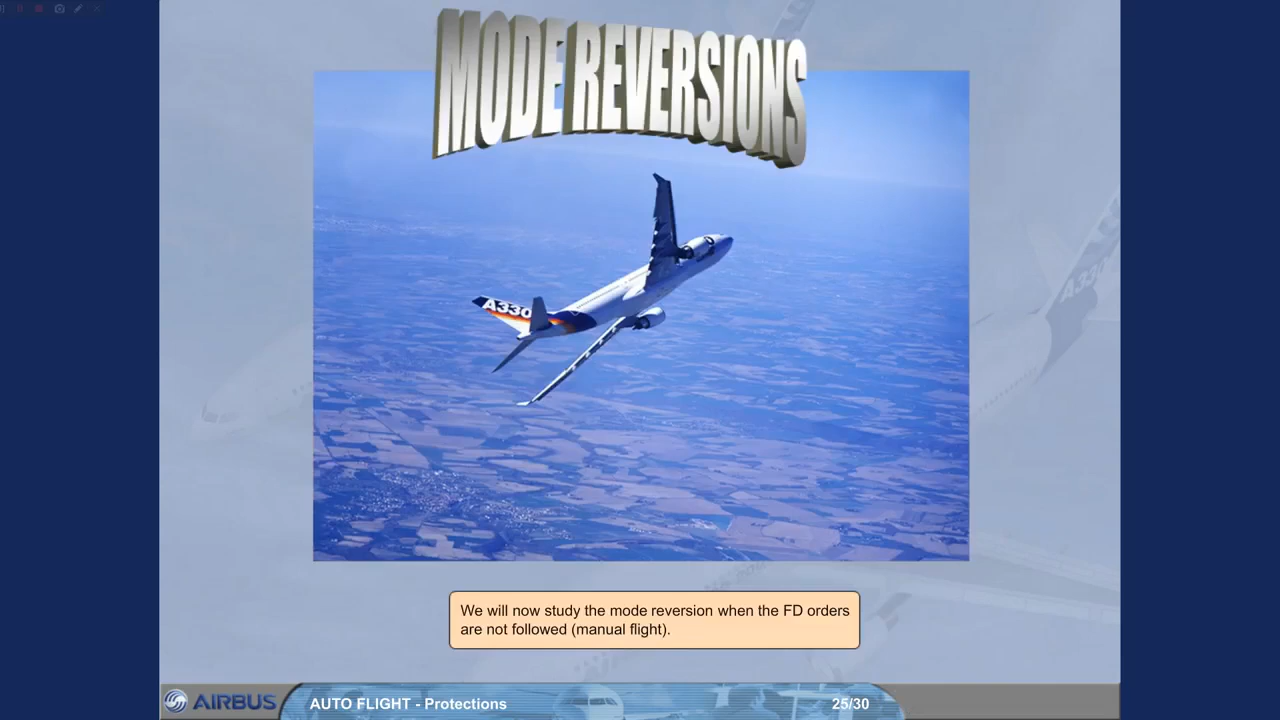 MODE REVERSIONS
A330
A330
We will now study the mode reversion when the FD orders
are not followed (manual flight).
AIRBUS
AUTO FLIGHT - Protections
25/30